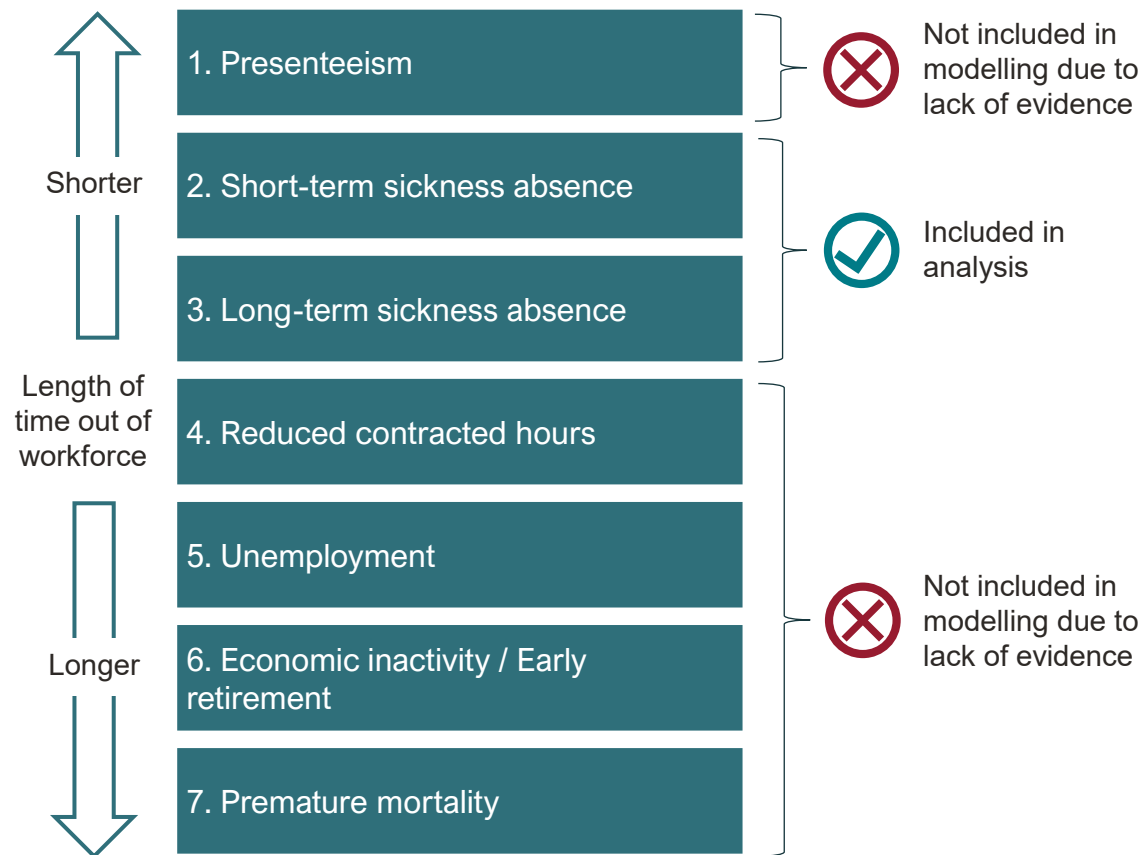 1. Presenteeism
Not included in
modelling due to
lack of evidence
Shorter
2. Short-term sickness absence
Included in
analysis
3. Long-term sickness absence
Length of
time out of
workforce
4. Reduced contracted hours
5. Unemployment
Not included in
modelling due to
lack of evidence
Longer
6. Economic inactivity / Early
retirement
7. Premature mortality